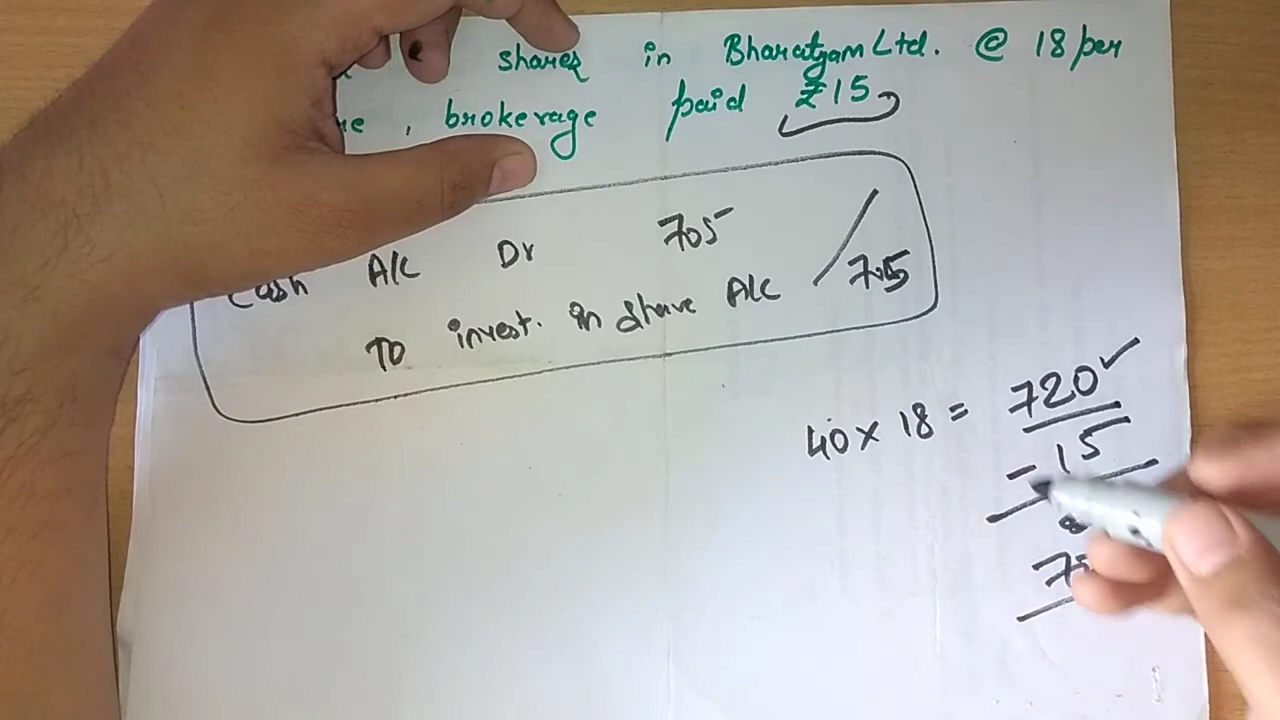 shares in Bharatgam Ltd. @ 18 per
, brokerage paid ₹15
Cash A/C Dr 705
To invest. in share A/C 705
40 x 18 = 720
- 15